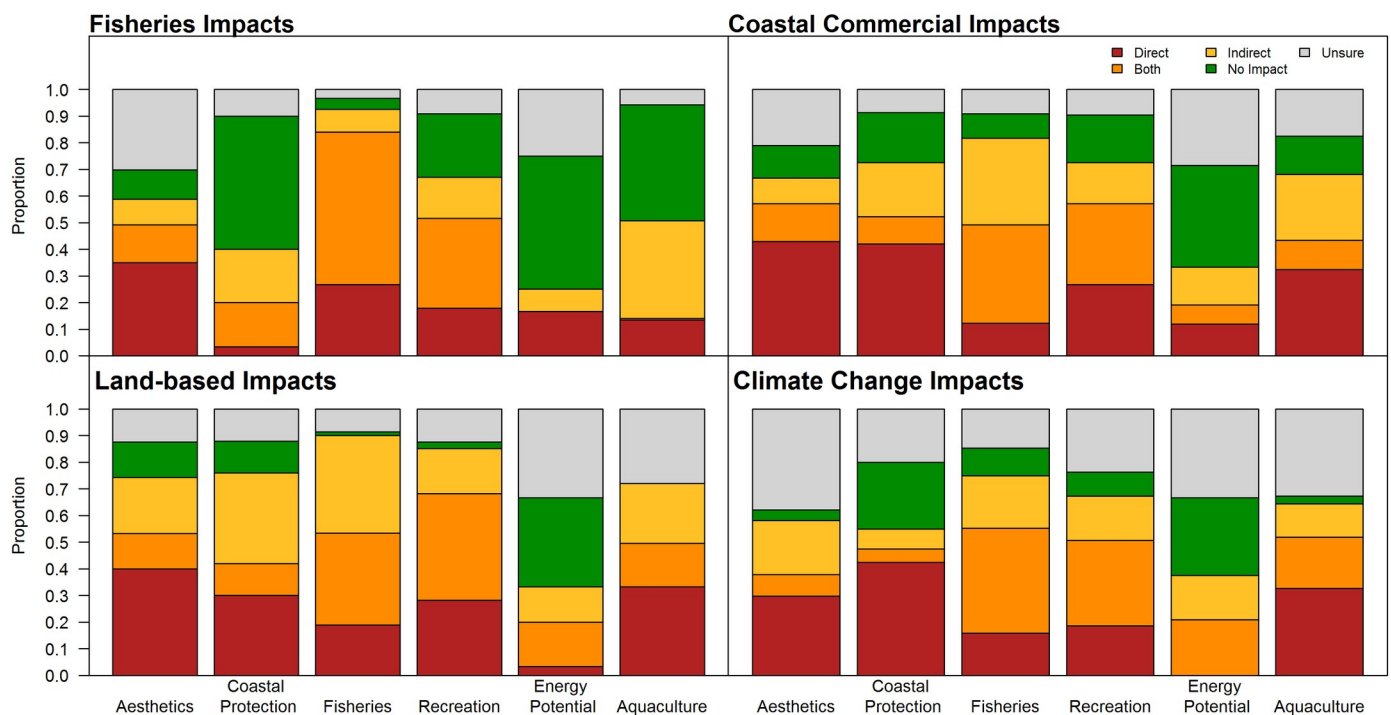 Fisheries Impacts
Coastal Commercial Impacts
Direct
Indirect
Unsure
Both
No Impact
Proportion
1.0
0.9
0.8
0.7
0.6
0.5
0.4
0.3
0.2
0.1
0.0
Land-based Impacts
Climate Change Impacts
Proportion
1.0
0.9
0.8
0.7
0.6
0.5
0.4
0.3
0.2
0.1
0.0
Aesthetics
Coastal
Protection
Fisheries
Recreation
Energy
Potential
Aquaculture
Aesthetics
Coastal
Protection
Fisheries
Recreation
Energy
Potential
Aquaculture